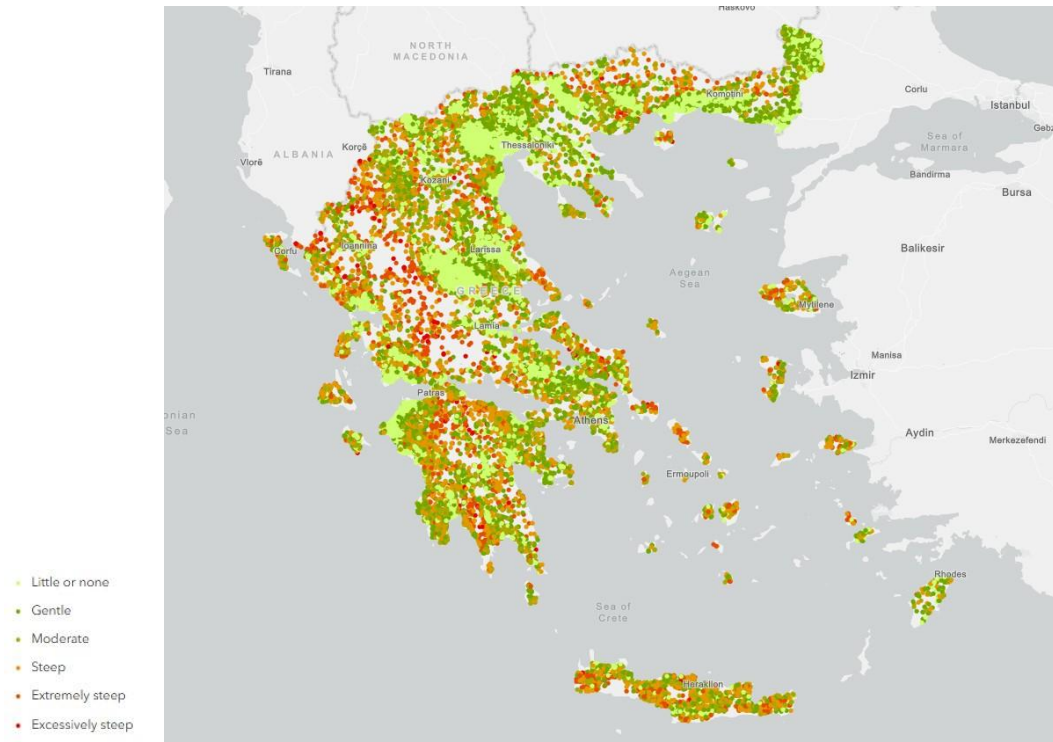 Haskovo
NORTH
MACEDONIA
Tirana
Komotini
Corlu
Istanbul
Thessaloniki
Sea of
Marmara
Korçë
ALBANIA
Vlorë
Kozani
Bandirma
Bursa
Corfu
Ioannina
Larissa
Balikesir
Aegean
Sea
GREECE
Mytilene
Lamia
Manisa
Izmir
Patras
onian
Sea
Athens
Aydin
Merkezefendi
Ermoupoli
Little or none
Rhodes
Gentle
Sea of
Crete
Moderate
Steep
Heraklion
Extremely steep
Excessively steep